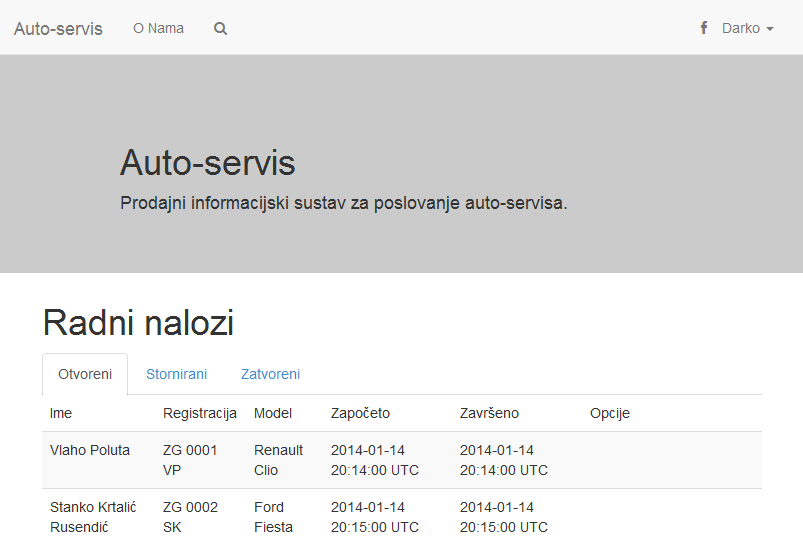 Auto-servis O Nama Darko
Auto-servis
Prodajni informacijski sustav za poslovanje auto-servisa.
Radni nalozi
Otvoreni Stornirani Zatvoreni
Ime Registracija Model Započeto Završeno Opcije
Vlaho Poluta ZG 0001 Renault 2014-01-14 2014-01-14
VP Clio 20:14:00 UTC 20:14:00 UTC
Stanko Krtalić ZG 0002 Ford 2014-01-14 2014-01-14
Rusendić SK Fiesta 20:15:00 UTC 20:15:00 UTC